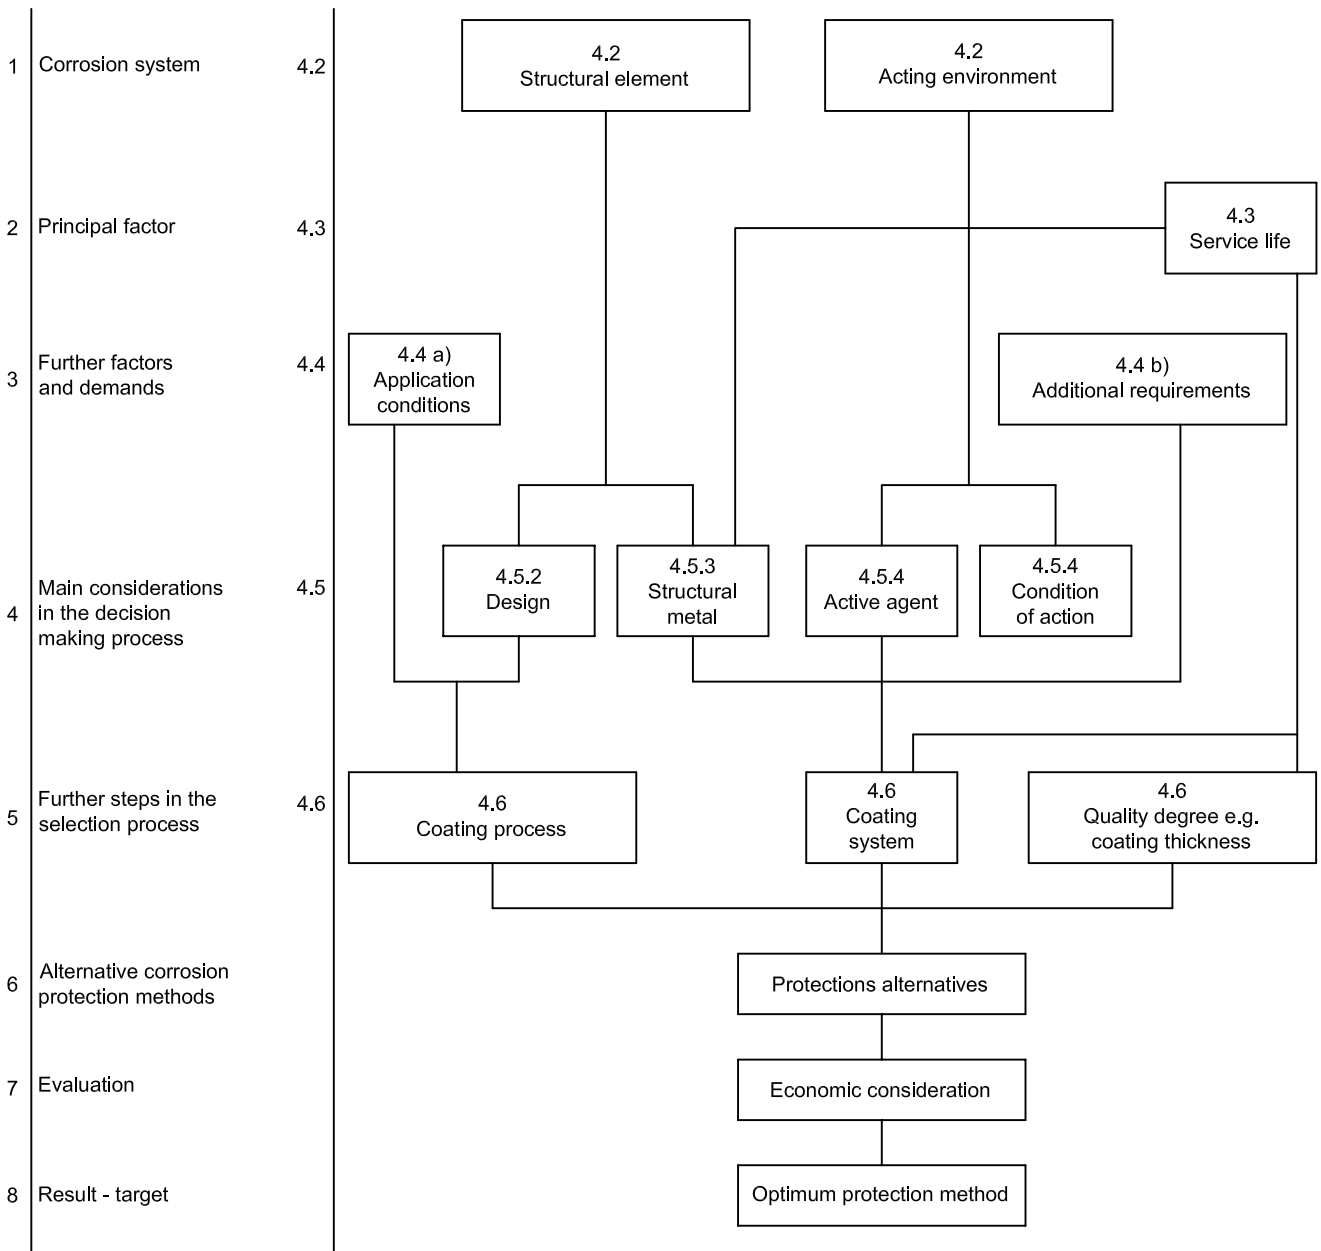 1
Corrosion system
4.2
4.2
Structural element
4.2
Acting environment
2
Principal factor
4.3
4.3
Service life
3
Further factors
and demands
4.4
4.4 a)
Application
conditions
4.4 b)
Additional requirements
4
Main considerations
in the decision
making process
4.5
4.5.2
Design
4.5.3
Structural
metal
4.5.4
Active agent
4.5.4
Condition
of action
5
Further steps in the
selection process
4.6
4.6
Coating process
4.6
Coating
system
4.6
Quality degree e.g.
coating thickness
6
Alternative corrosion
protection methods
Protections alternatives
7
Evaluation
Economic consideration
8
Result - target
Optimum protection method